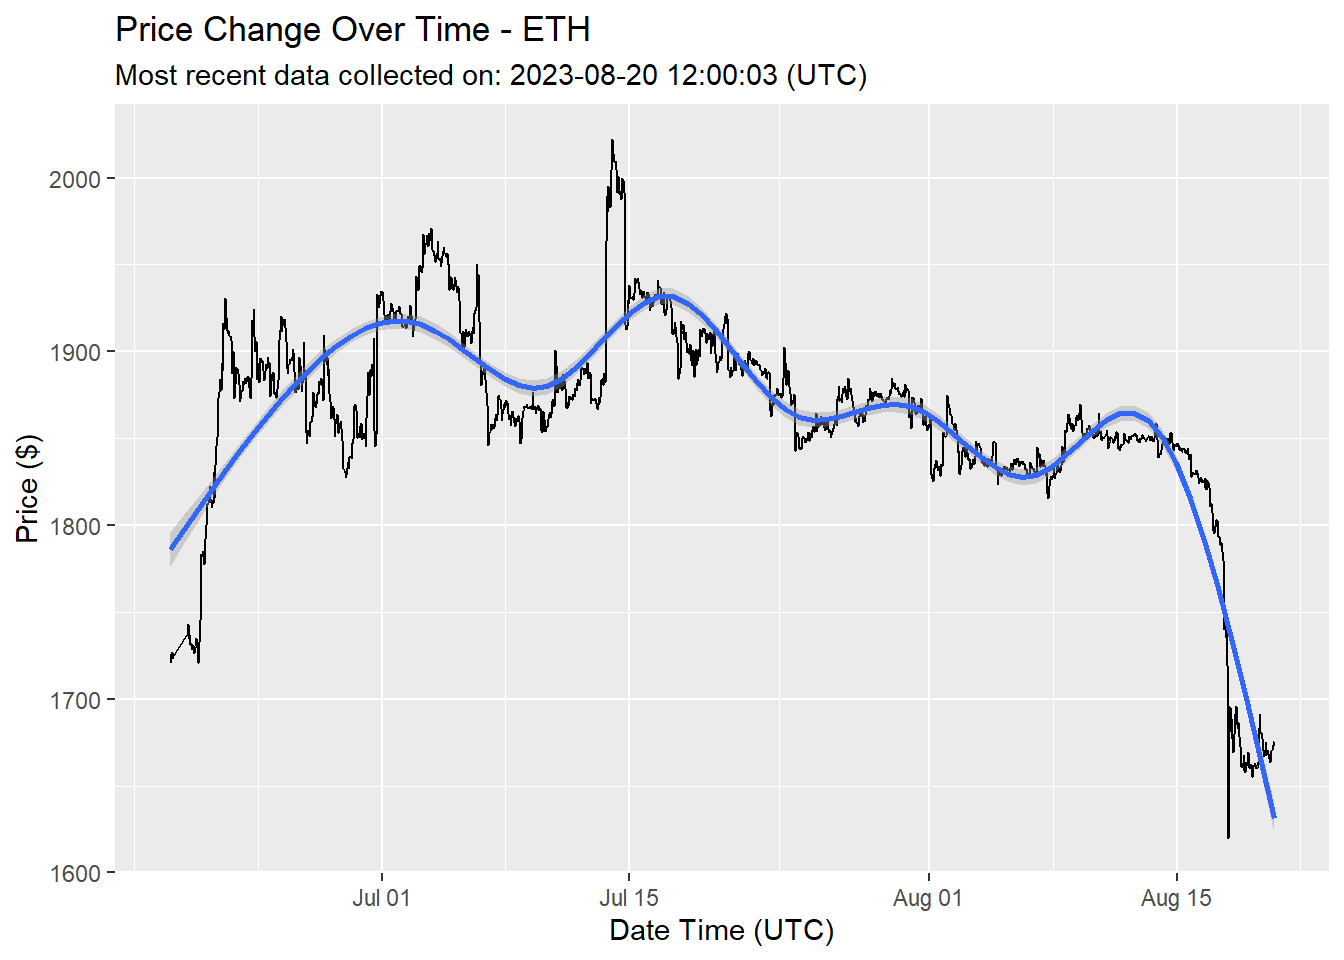 Price Change Over Time - ETH
Most recent data collected on: 2023-08-20 12:00:03 (UTC)
Price ($)
2000
1900
1800
1700
1600
Jul 01
Jul 15
Aug 01
Aug 15
Date Time (UTC)